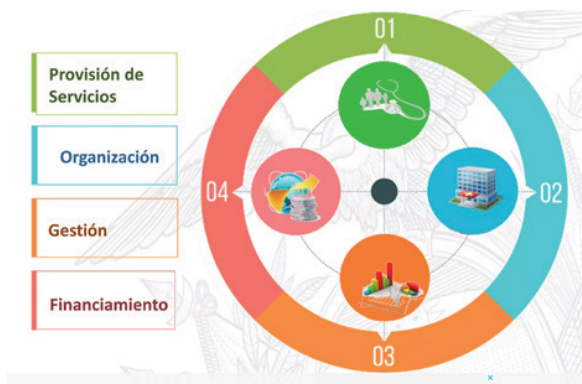 Provisión de
Servicios
Organización
Gestión
Financiamiento
01
02
03
04